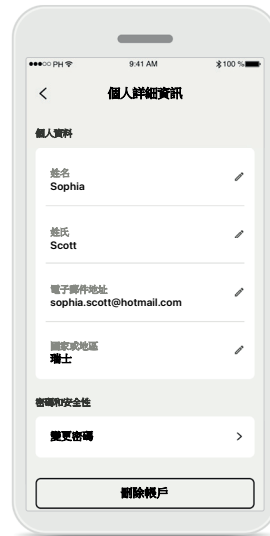 ●●●○○ PH 9:41 AM 100 %
個人詳細資訊
個人資料
姓名
Sophia
姓氏
Scott
電子郵件地址
sophia.scott@hotmail.com
國家或地區
瑞士
密碼和安全性
變更密碼
刪除帳戶